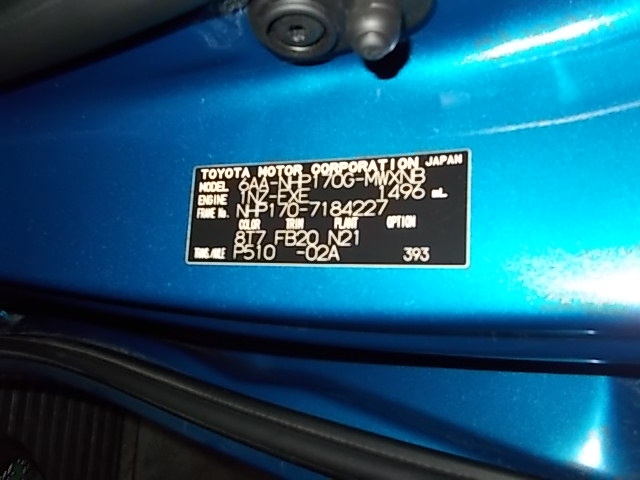 TOYOTA MOTOR CORPORATION JAPAN
MODEL 6AA-NHP170G-MWXNB
ENGINE 1NZ-FXE 1496 mL
FRAME No. NHP170-7184227
COLOR TRIM PLANT OPTION
8T7 FB20 N21
TRANS./AXLE P510 -02A 393